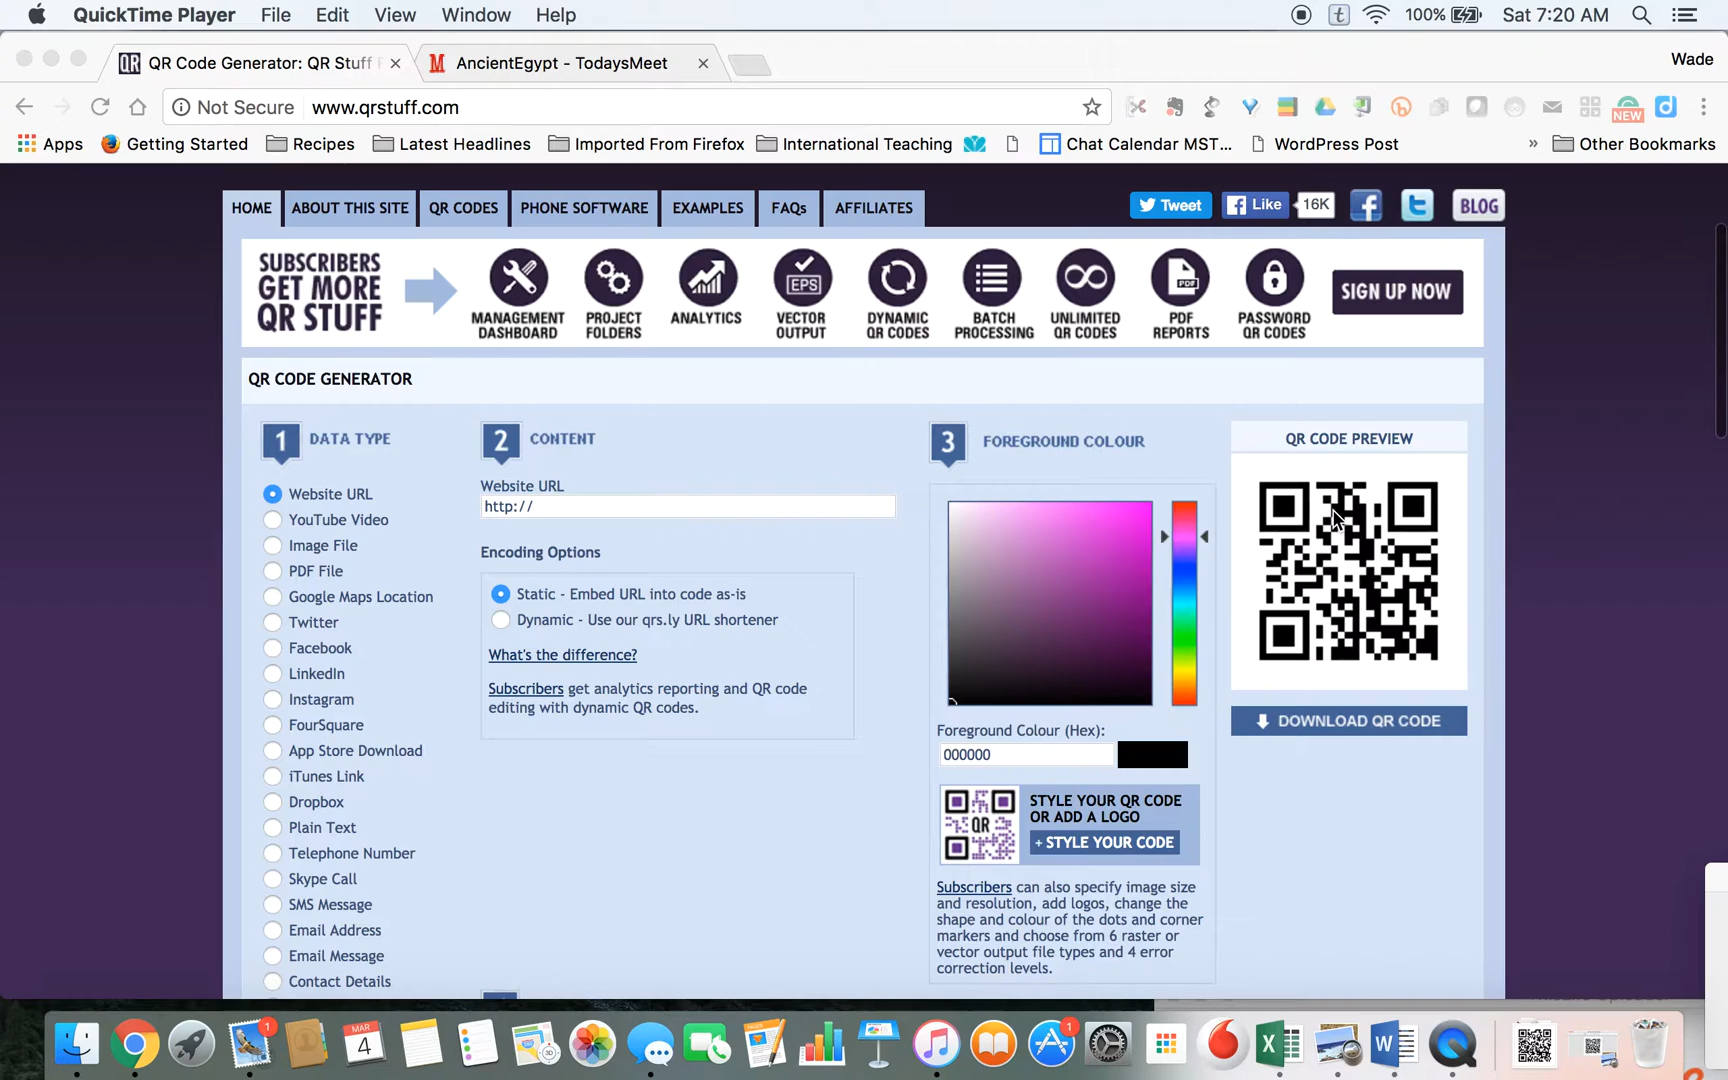 QuickTime Player File Edit View Window Help t 100% Sat 7:20 AM
QR QR Code Generator: QR Stuff AncientEgypt - TodaysMeet Wade
Not Secure www.qrstuff.com NEW
Apps Getting Started Recipes Latest Headlines Imported From Firefox International Teaching Chat Calendar MST... WordPress Post » Other Bookmarks
HOME ABOUT THIS SITE QR CODES PHONE SOFTWARE EXAMPLES FAQs AFFILIATES Tweet Like 16K BLOG
SUBSCRIBERS
GET MORE
QR STUFF
MANAGEMENT
DASHBOARD
PROJECT
FOLDERS
ANALYTICS
EPS
VECTOR
OUTPUT
DYNAMIC
QR CODES
BATCH
PROCESSING
UNLIMITED
QR CODES
PDF
PDF
REPORTS
PASSWORD
QR CODES
SIGN UP NOW
QR CODE GENERATOR
1 DATA TYPE
Website URL
YouTube Video
Image File
PDF File
Google Maps Location
Twitter
Facebook
LinkedIn
Instagram
FourSquare
App Store Download
iTunes Link
Dropbox
Plain Text
Telephone Number
Skype Call
SMS Message
Email Address
Email Message
Contact Details
2 CONTENT
Website URL
http://
Encoding Options
Static - Embed URL into code as-is
Dynamic - Use our qrs.ly URL shortener
What's the difference?
Subscribers get analytics reporting and QR code
editing with dynamic QR codes.
3 FOREGROUND COLOUR
Foreground Colour (Hex):
000000
QR
STYLE YOUR QR CODE
OR ADD A LOGO
+ STYLE YOUR CODE
Subscribers can also specify image size
and resolution, add logos, change the
shape and colour of the dots and corner
markers and choose from 6 raster or
vector output file types and 4 error
correction levels.
QR CODE PREVIEW
DOWNLOAD QR CODE
1 MAR 4 3D 1